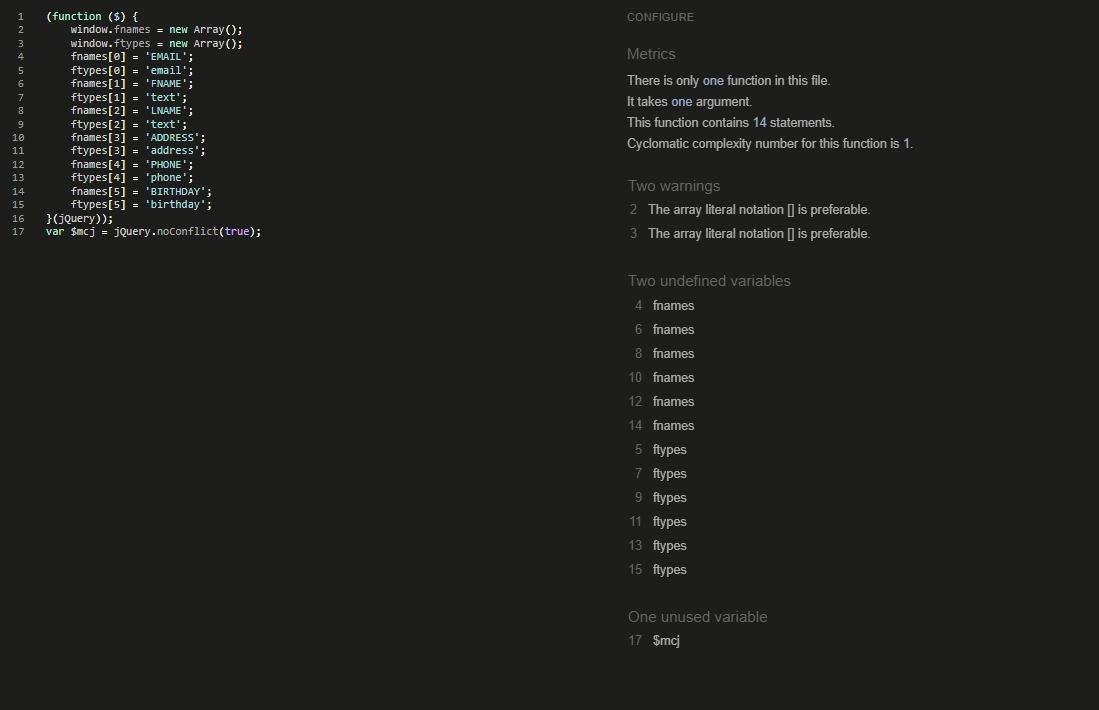 1 (function ($) {
2 window.fnames = new Array();
3 window.ftypes = new Array();
4 fnames[0] = 'EMAIL';
5 ftypes[0] = 'email';
6 fnames[1] = 'FNAME';
7 ftypes[1] = 'text';
8 fnames[2] = 'LNAME';
9 ftypes[2] = 'text';
10 fnames[3] = 'ADDRESS';
11 ftypes[3] = 'address';
12 fnames[4] = 'PHONE';
13 ftypes[4] = 'phone';
14 fnames[5] = 'BIRTHDAY';
15 ftypes[5] = 'birthday';
16 }(jQuery));
17 var $mcj = jQuery.noConflict(true);
CONFIGURE
Metrics
There is only one function in this file.
It takes one argument.
This function contains 14 statements.
Cyclomatic complexity number for this function is 1.
Two warnings
2 The array literal notation [] is preferable.
3 The array literal notation [] is preferable.
Two undefined variables
4 fnames
6 fnames
8 fnames
10 fnames
12 fnames
14 fnames
5 ftypes
7 ftypes
9 ftypes
11 ftypes
13 ftypes
15 ftypes
One unused variable
17 $mcj